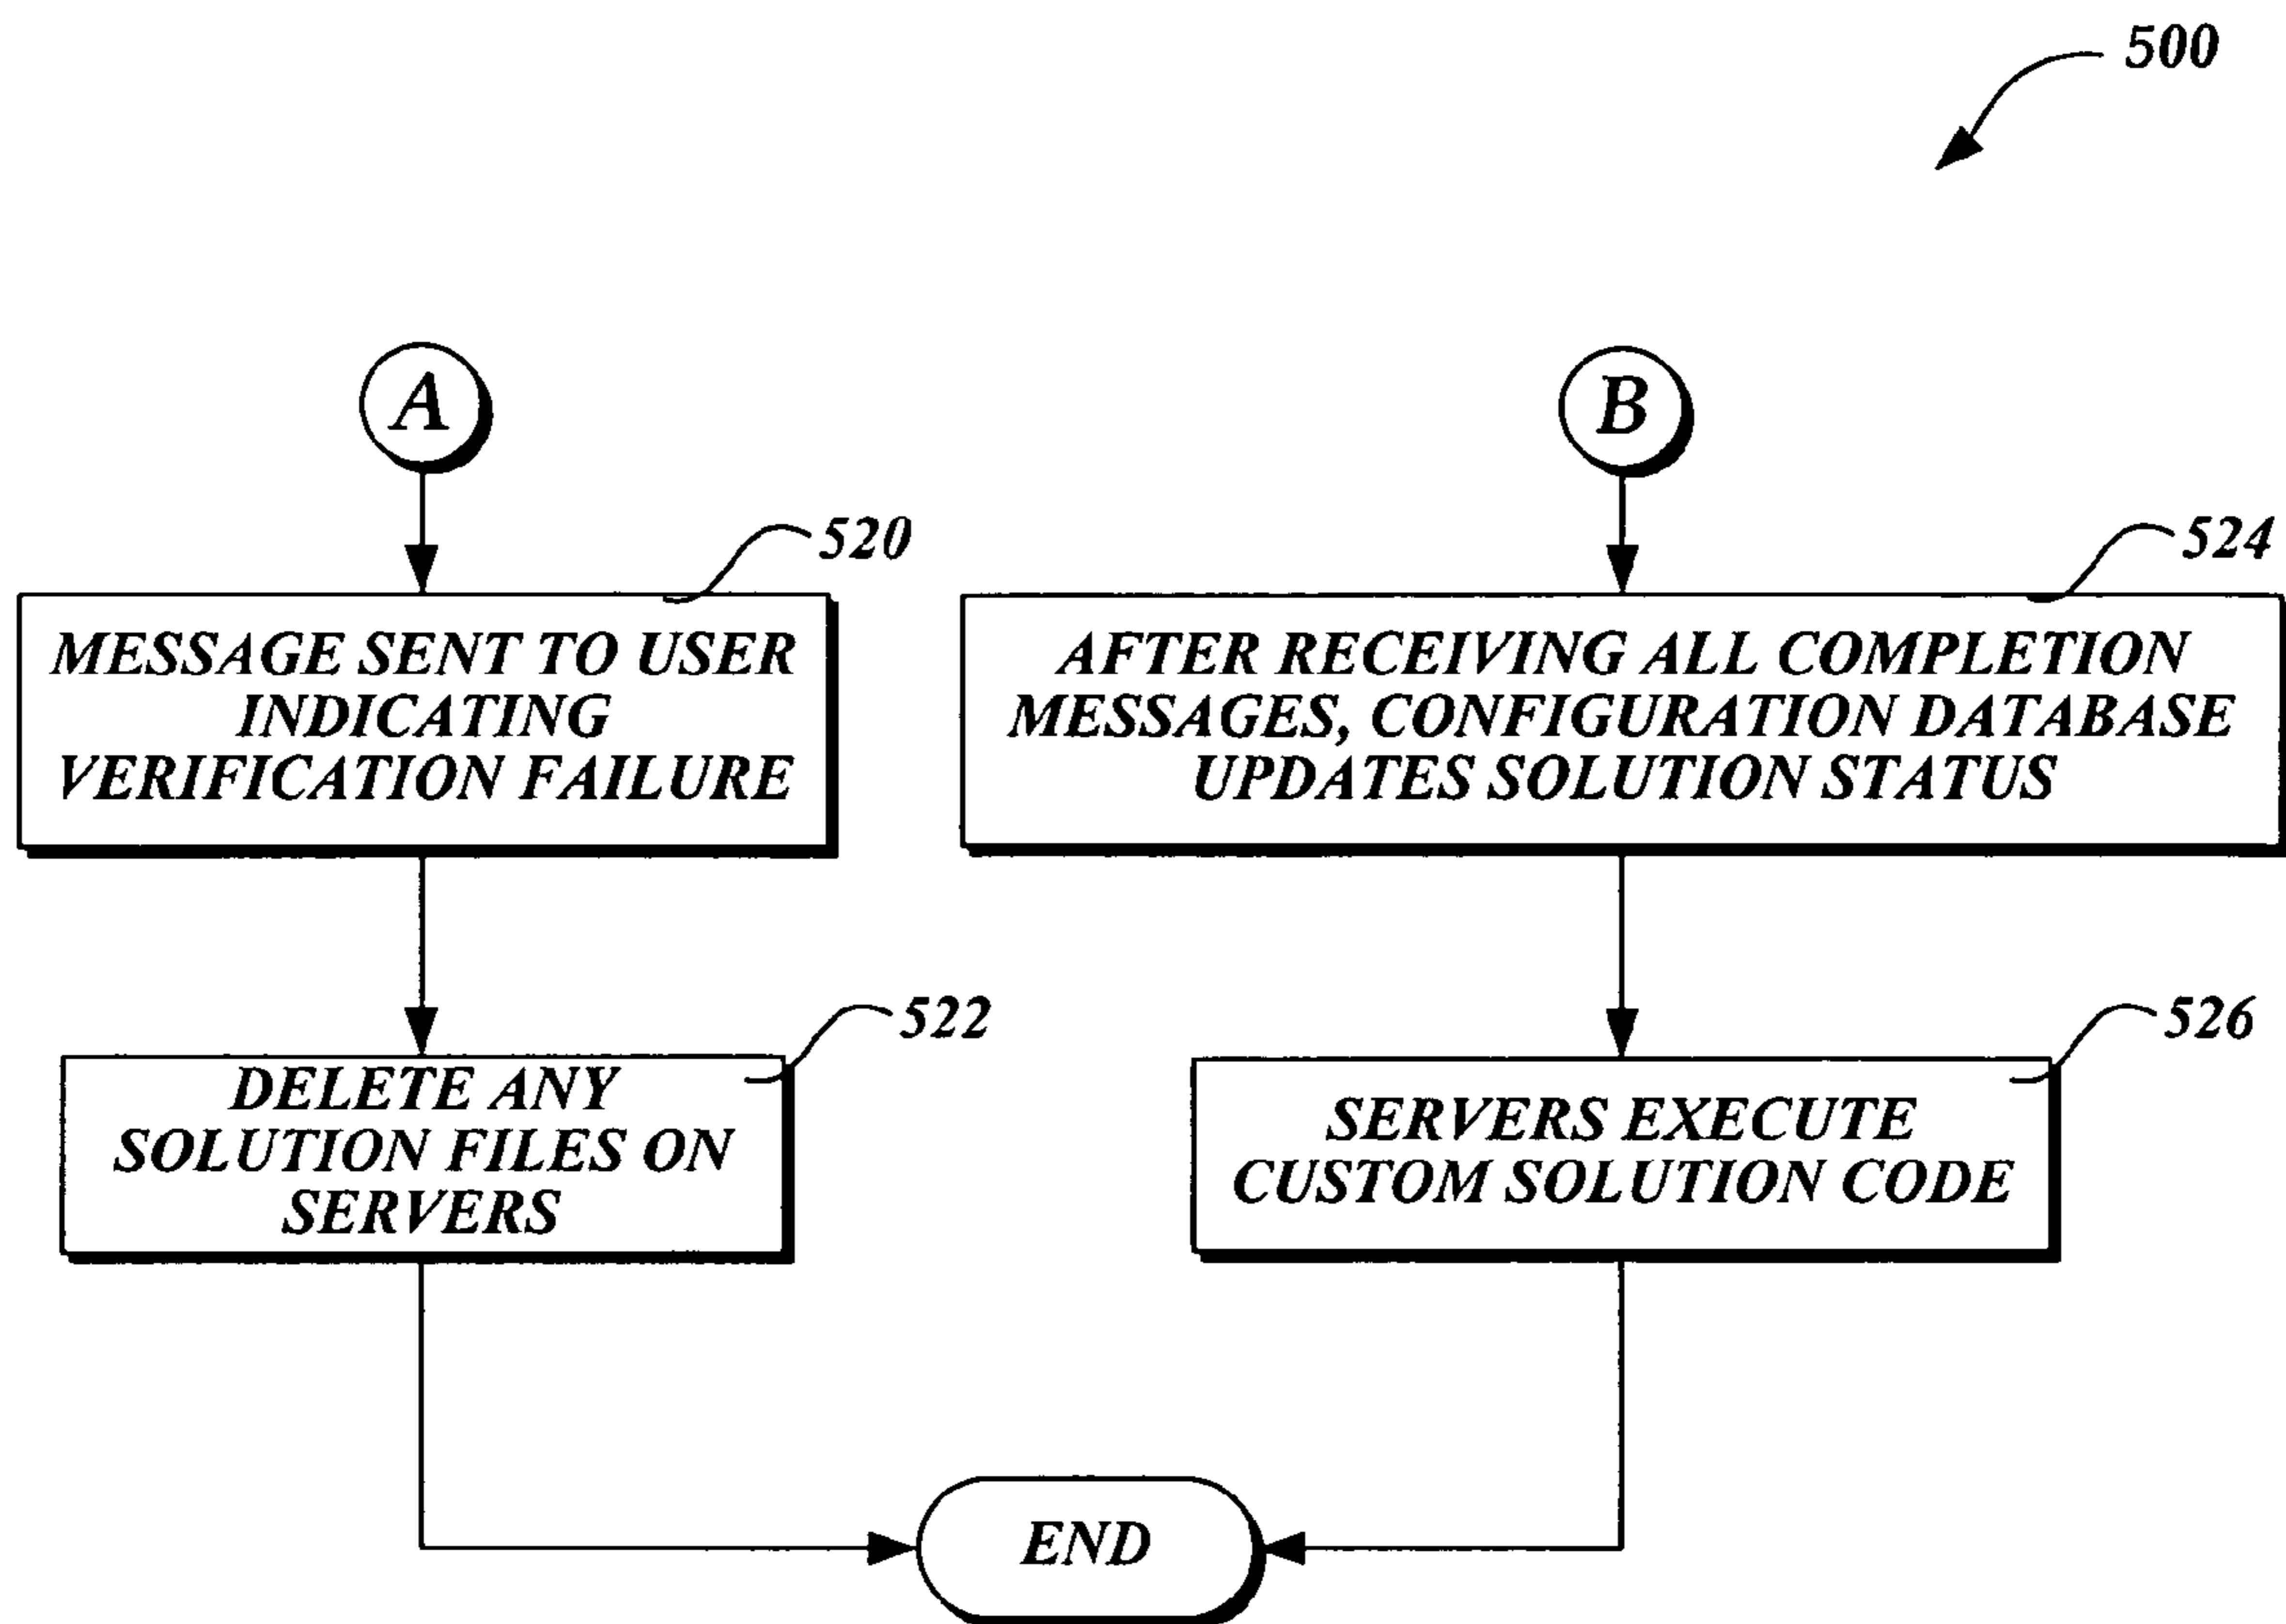 500
A
B
520
524
MESSAGE SENT TO USER
INDICATING
VERIFICATION FAILURE
AFTER RECEIVING ALL COMPLETION
MESSAGES, CONFIGURATION DATABASE
UPDATES SOLUTION STATUS
522
526
DELETE ANY
SOLUTION FILES ON
SERVERS
SERVERS EXECUTE
CUSTOM SOLUTION CODE
END